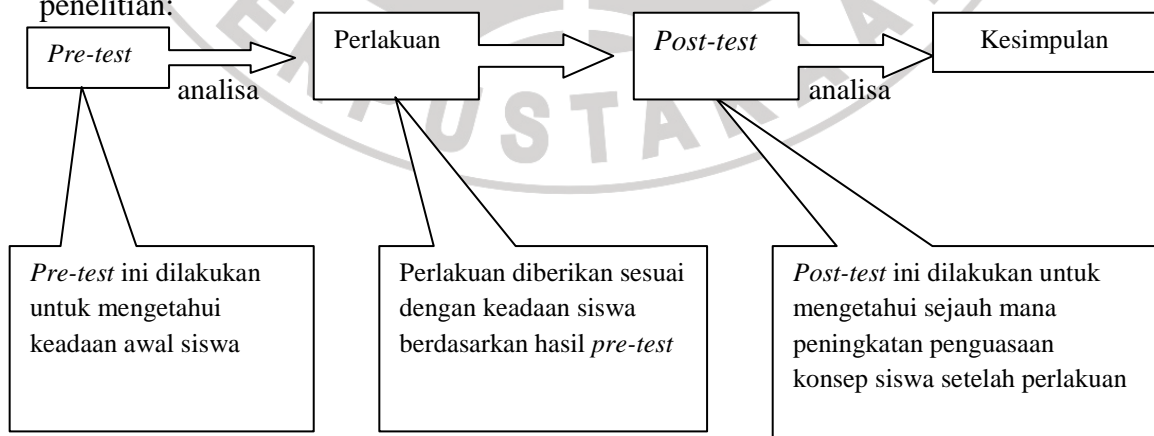 penelitian:
Pre-test
Perlakuan
Post-test
Kesimpulan
analisa
analisa
Pre-test ini dilakukan
untuk mengetahui
keadaan awal siswa
Perlakuan diberikan sesuai
dengan keadaan siswa
berdasarkan hasil pre-test
Post-test ini dilakukan untuk
mengetahui sejauh mana
peningkatan penguasaan
konsep siswa setelah perlakuan